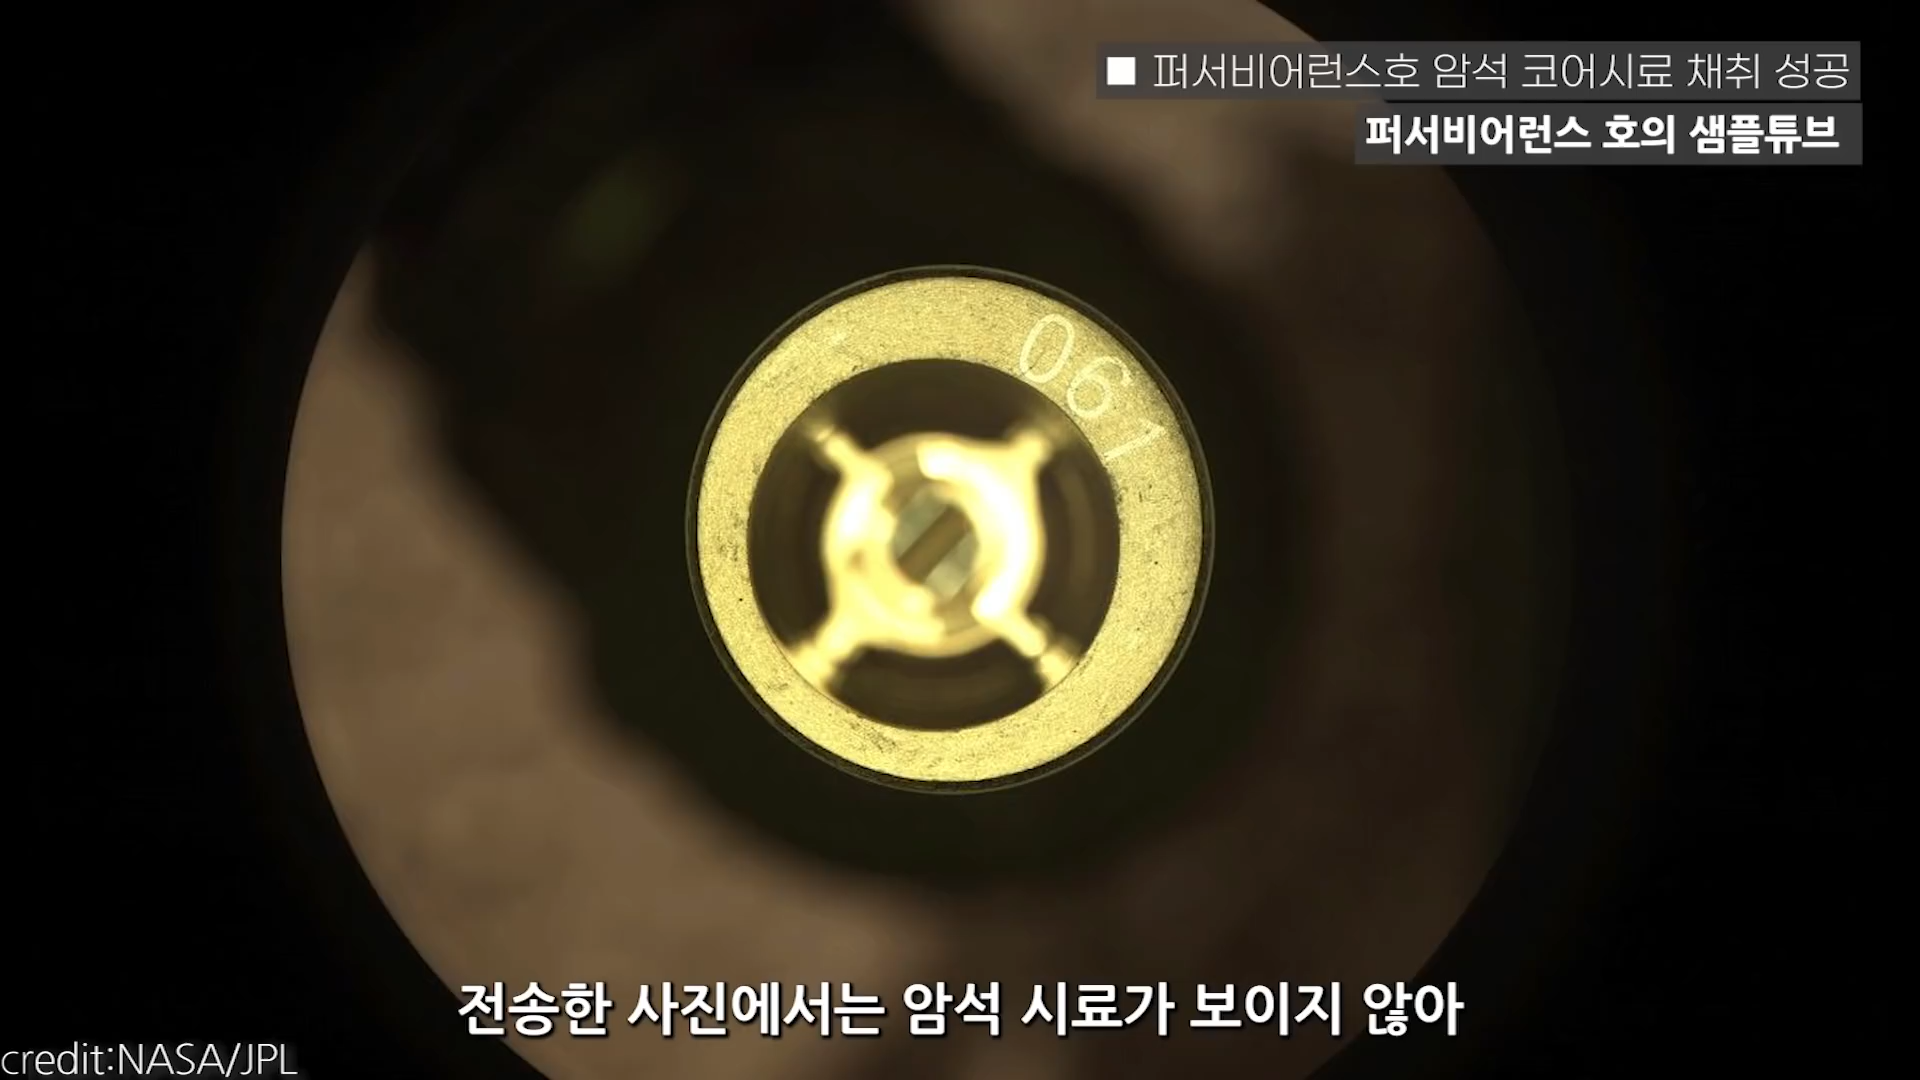 ■ 퍼서비어런스호 암석 코어시료 채취 성공
퍼서비어런스 호의 샘플튜브
061
전송한 사진에서는 암석 시료가 보이지 않아
credit:NASA/JPL